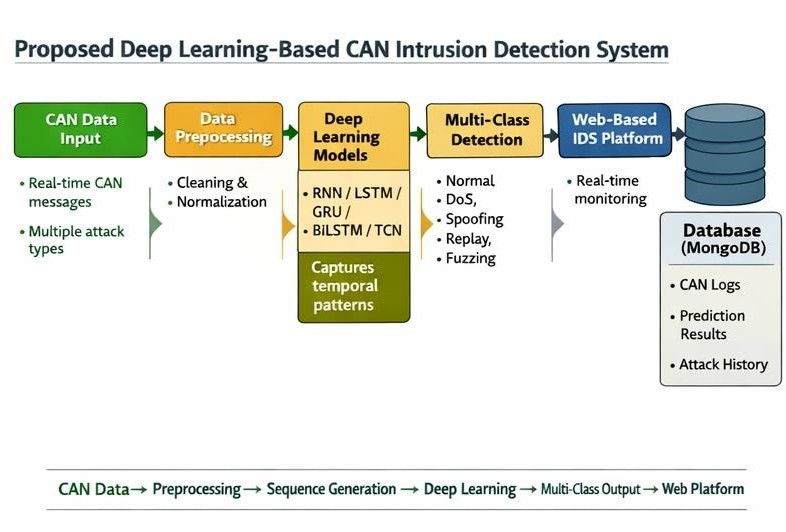 Proposed Deep Learning-Based CAN Intrusion Detection System
CAN Data
Input
• Real-time CAN
messages
• Multiple attack
types
Data
Prepocessing
• Cleaning &
• Normalization
Deep
Learning
Models
• RNN / LSTM /
GRU /
• BiLSTM / TCN
Captures
temporal
patterns
Multi-Class
Detection
• Normal,
• DoS,
• Spoofing
• Replay,
• Fuzzing
Web-Based
IDS Platform
• Real-time
monitoring
Database
(MongoDB)
• CAN Logs
• Prediction
Results
• Attack History
CAN Data→ Preprocessing→ Sequence Generation → Deep Learning → Multi-Class Output → Web Platform